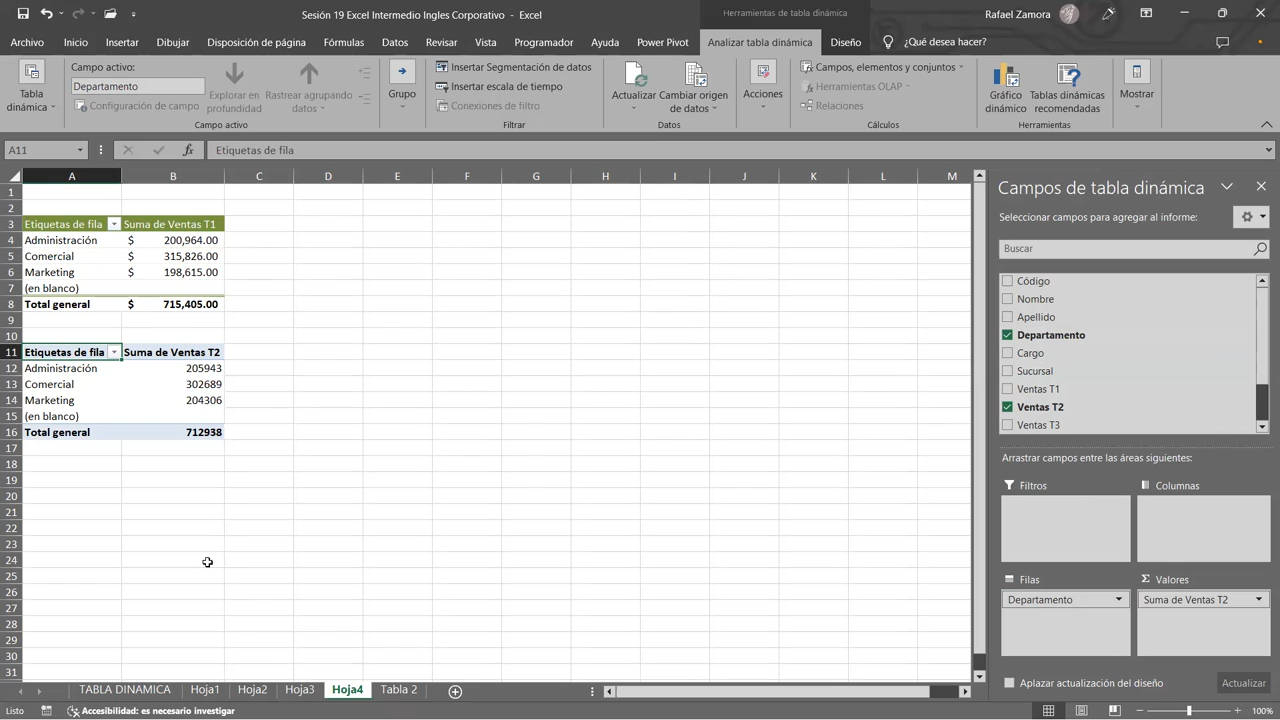 Sesión 19 Excel Intermedio Ingles Corporativo - Excel
Herramientas de tabla dinámica
Rafael Zamora
Archivo Inicio Insertar Dibujar Disposición de página Fórmulas Datos Revisar Vista Programador Ayuda Power Pivot Analizar tabla dinámica Diseño ¿Qué desea hacer?
Tabla dinámica
Campo activo:
Departamento
Configuración de campo
Explorar en profundidad
Rastrear agrupando datos
Campo activo
Grupo
Insertar Segmentación de datos
Insertar escala de tiempo
Conexiones de filtro
Filtrar
Actualizar
Cambiar origen de datos
Datos
Acciones
Campos, elementos y conjuntos
Herramientas OLAP
Relaciones
Cálculos
Gráfico dinámico
Tablas dinámicas recomendadas
Herramientas
Mostrar
A11 fx Etiquetas de fila
A B C D E F G H I J K L M
1
2
3 Etiquetas de fila Suma de Ventas T1
4 Administración $ 200,964.00
5 Comercial $ 315,826.00
6 Marketing $ 198,615.00
7 (en blanco)
8 Total general $ 715,405.00
9
10
11 Etiquetas de fila Suma de Ventas T2
12 Administración 205943
13 Comercial 302689
14 Marketing 204306
15 (en blanco)
16 Total general 712938
17
18
19
20
21
22
23
24
25
26
27
28
29
30
31
Campos de tabla dinámica
Seleccionar campos para agregar al informe:
Buscar
Código
Nombre
Apellido
Departamento
Cargo
Sucursal
Ventas T1
Ventas T2
Ventas T3
Arrastrar campos entre las áreas siguientes:
Filtros Columnas
Filas Σ Valores
Departamento Suma de Ventas T2
Aplazar actualización del diseño Actualizar
TABLA DINAMICA Hoja1 Hoja2 Hoja3 Hoja4 Tabla 2
Listo Accesibilidad: es necesario investigar 100%